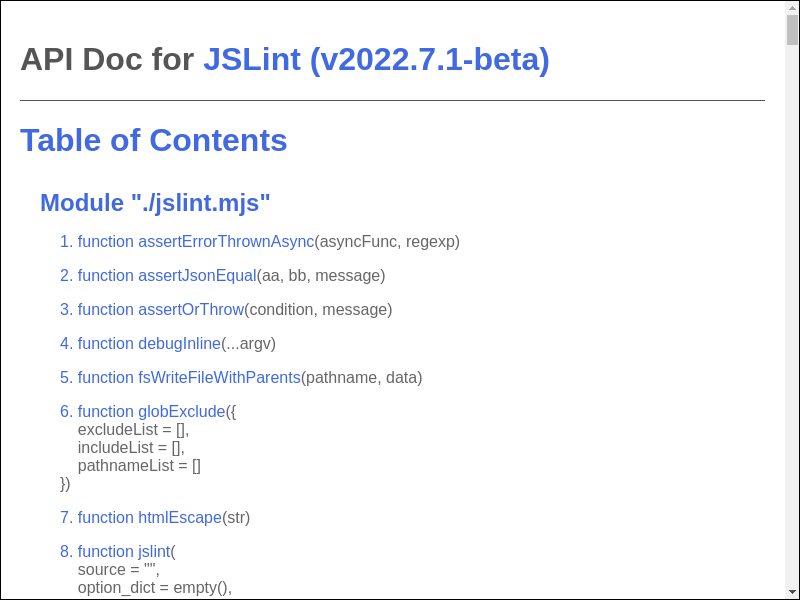 API Doc for JSLint (v2022.7.1-beta)
Table of Contents
Module "./jslint.mjs"
1. function assertErrorThrownAsync(asyncFunc, regexp)
2. function assertJsonEqual(aa, bb, message)
3. function assertOrThrow(condition, message)
4. function debugInline(...argv)
5. function fsWriteFileWithParents(pathname, data)
6. function globExclude({
excludeList = [],
includeList = [],
pathnameList = []
})
7. function htmlEscape(str)
8. function jslint(
source = "",
option_dict = empty(),